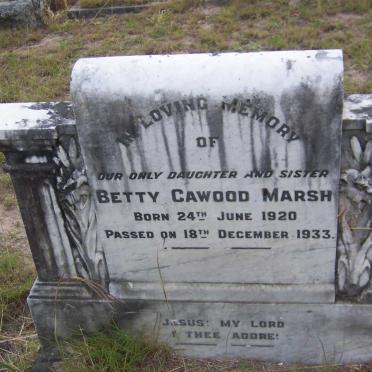 IN LOVING MEMORY
OF
OUR ONLY DAUGHTER AND SISTER
BETTY CAWOOD MARSH
BORN 24TH JUNE 1920
PASSED ON 18TH DECEMBER 1933.
JESUS! MY LORD
I THEE ADORE!